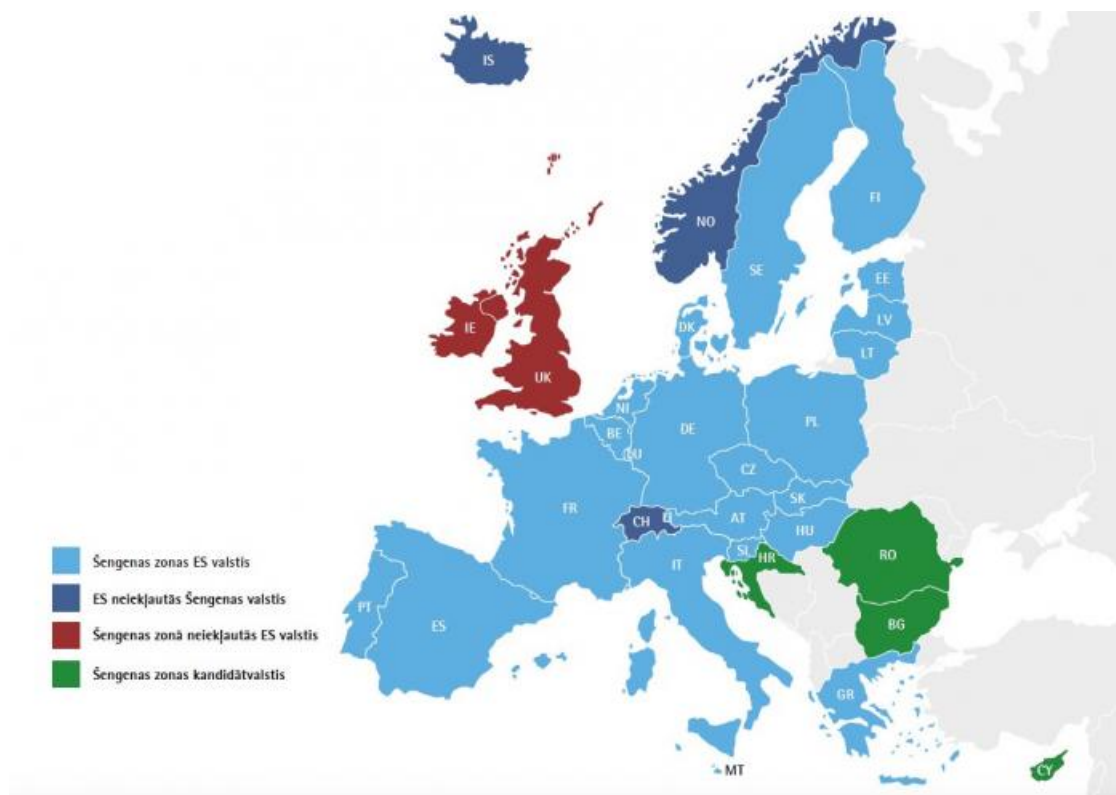 IS
NO
FI
SE
EE
LV
LT
DK
IE
UK
NI
BE
LU
DE
PL
CZ
SK
FR
CH
LI
AT
HU
SL
HR
IT
RO
BG
PT
ES
GR
MT
CY
Šengenas zonas ES valstis
ES neiekļautās Šengenas valstis
Šengenas zonā neiekļautās ES valstis
Šengenas zonas kandidātvalstis